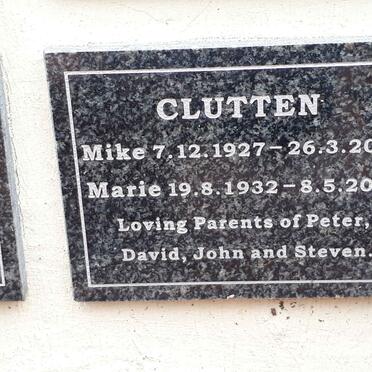 CLUTTEN
Mike 7.12.1927-26.3.20
Marie 19.8.1932-8.5.20
Loving Parents of Peter,
David, John and Steven.